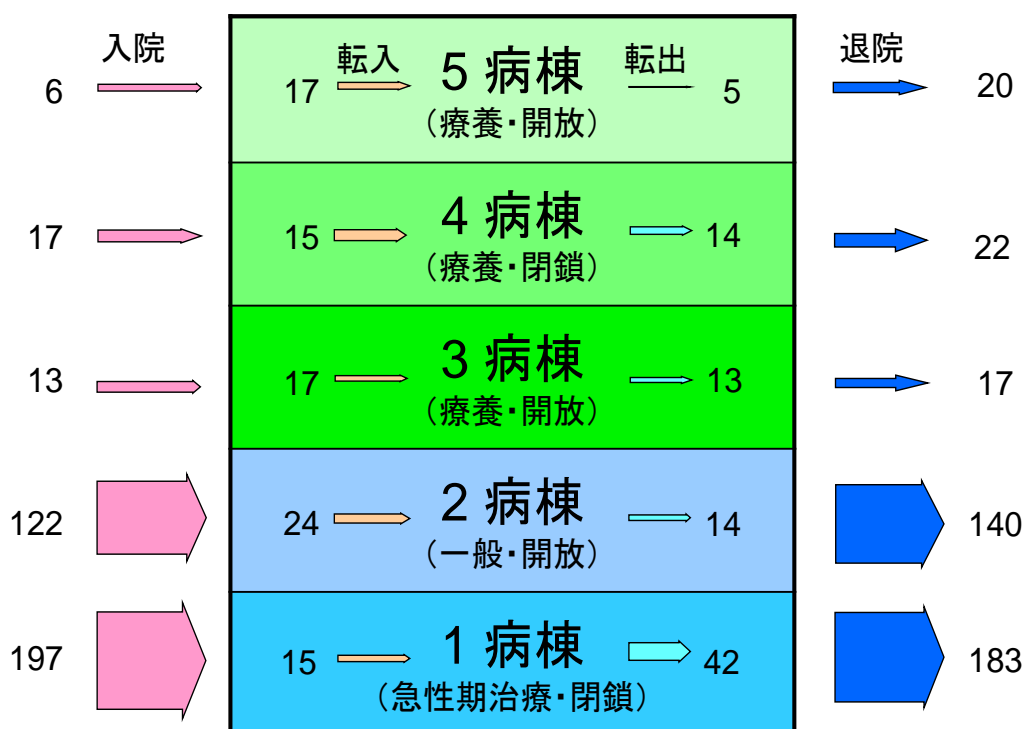 入院 転入 5 病棟 転出 退院
6 17 5 20
（療養・開放）
4 病棟
17 15 14 22
（療養・閉鎖）
3 病棟
13 17 13 17
（療養・開放）
2 病棟
122 24 14 140
（一般・開放）
1 病棟
197 15 42 183
（急性期治療・閉鎖）